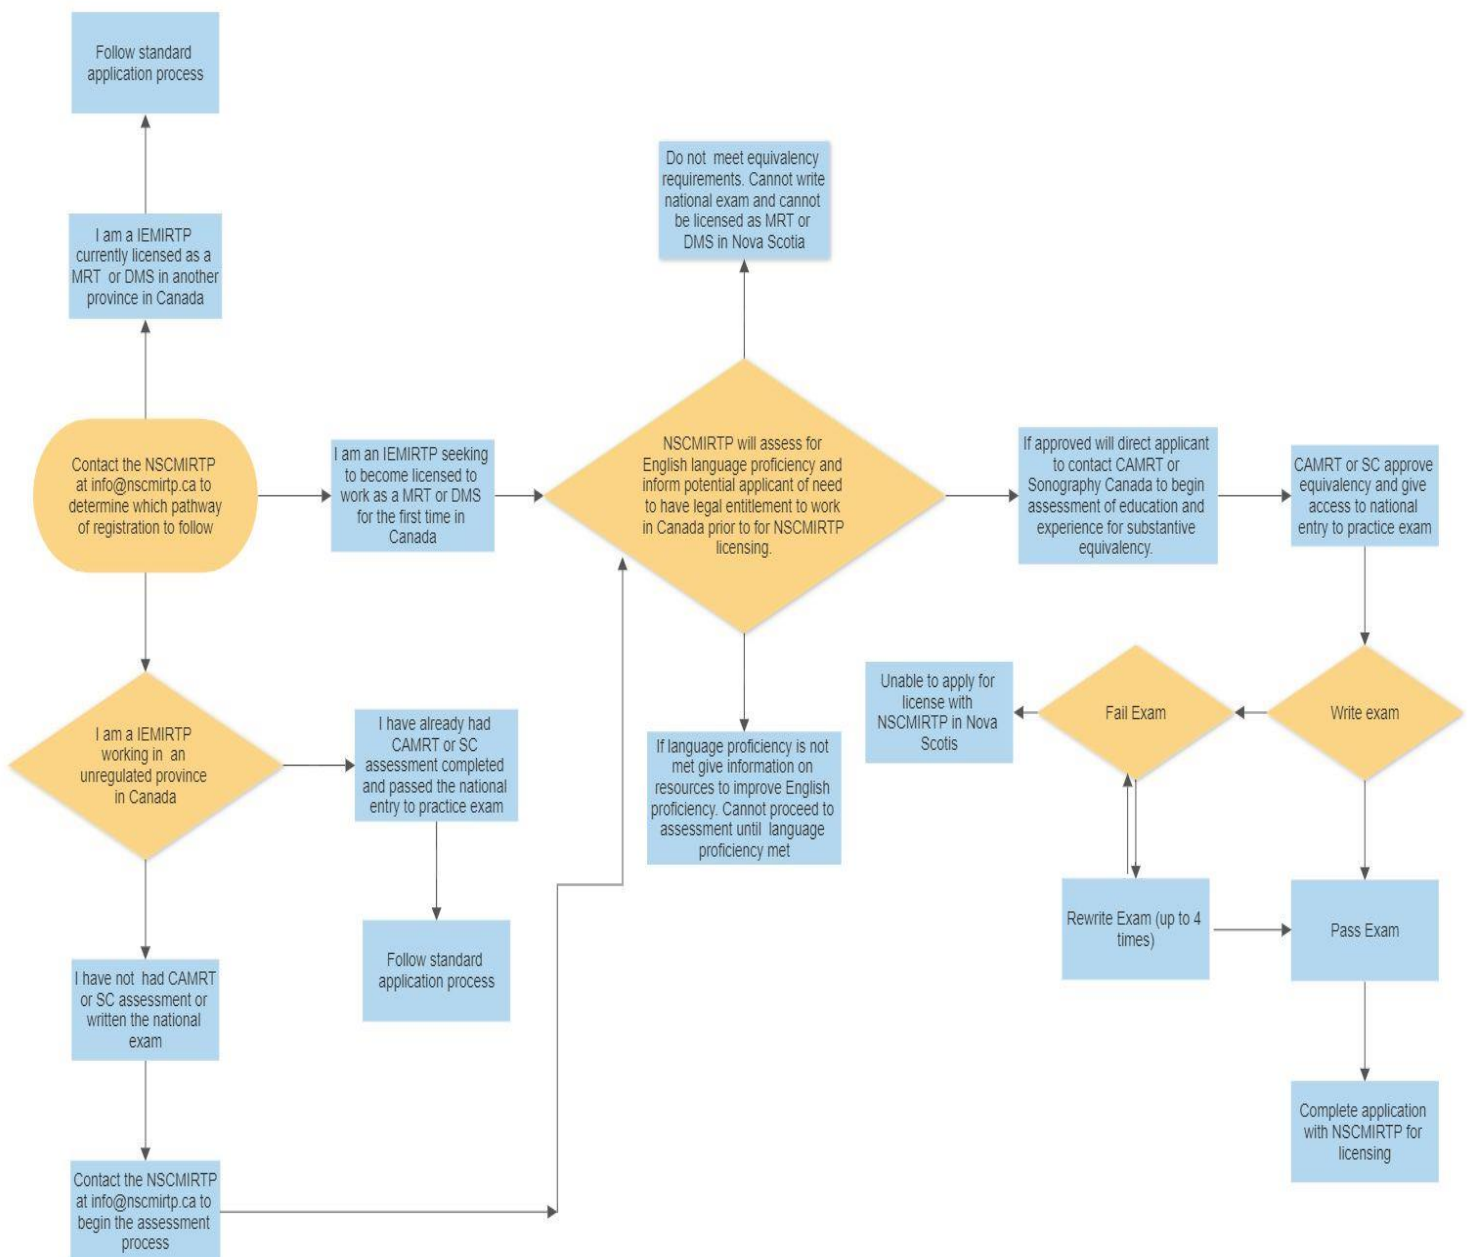 Follow standard
application process
I am a IEMIRTP
currently licensed as a
MRT or DMS in another
province in Canada
Contact the NSCMIRTP
at info@nscmirtp.ca to
determine which pathway
of registration to follow
I am an IEMIRTP seeking
to become licensed to
work as a MRT or DMS
for the first time in
Canada
Do not meet equivalency
requirements. Cannot write
national exam and cannot
be licensed as MRT or
DMS in Nova Scotia
NSCMIRTP will assess for
English language proficiency and
inform potential applicant of need
to have legal entitlement to work
in Canada prior to for NSCMIRTP
licensing.
If approved will direct applicant
to contact CAMRT or
Sonography Canada to begin
assessment of education and
experience for substantive
equivalency.
CAMRT or SC approve
equivalency and give
access to national
entry to practice exam
I am a IEMIRTP
working in an
unregulated province
in Canada
I have already had
CAMRT or SC
assessment completed
and passed the national
entry to practice exam
If language proficiency is not
met give information on
resources to improve English
proficiency. Cannot proceed to
assessment until language
proficiency met
Unable to apply for
license with
NSCMIRTP in Nova
Scotis
Fail Exam
Write exam
Rewrite Exam (up to 4
times)
Pass Exam
Follow standard
application process
I have not had CAMRT
or SC assessment or
written the national
exam
Complete application
with NSCMIRTP for
licensing
Contact the NSCMIRTP
at info@nscmirtp.ca to
begin the assessment
process